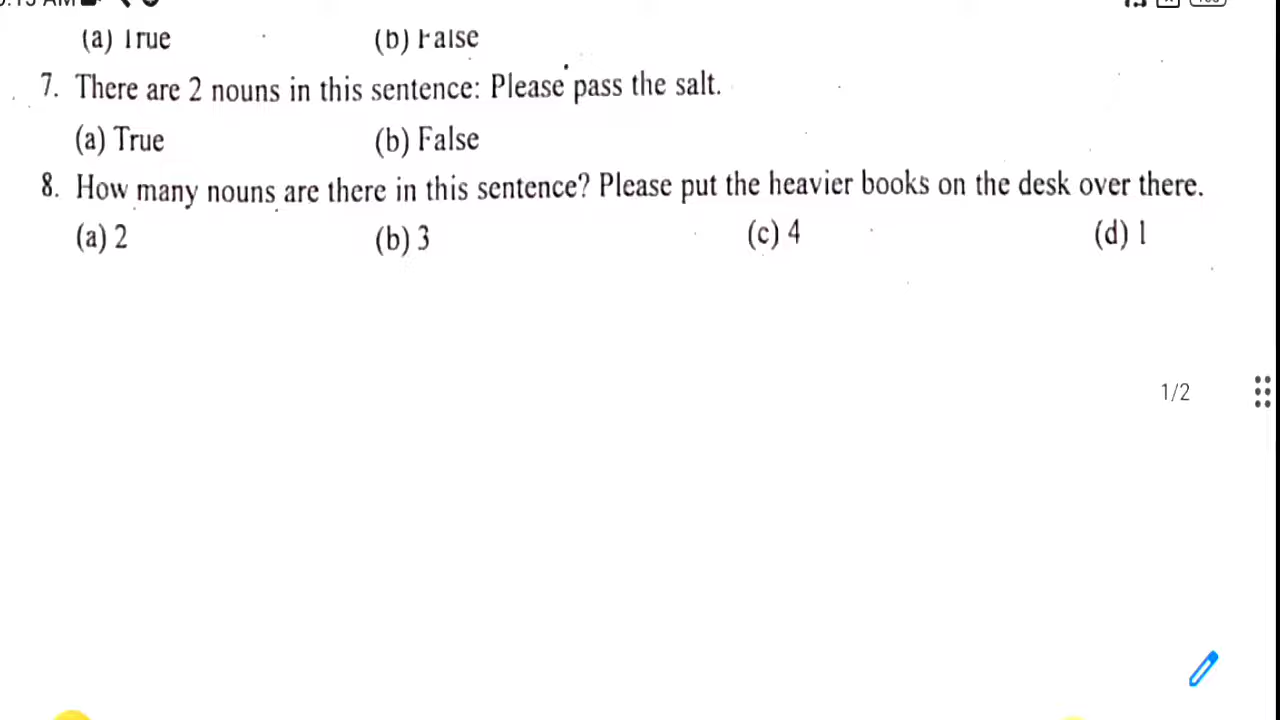 (a) True (b) False
7. There are 2 nouns in this sentence: Please pass the salt.
(a) True (b) False
8. How many nouns are there in this sentence? Please put the heavier books on the desk over there.
(a) 2 (b) 3 (c) 4 (d) 1
1/2